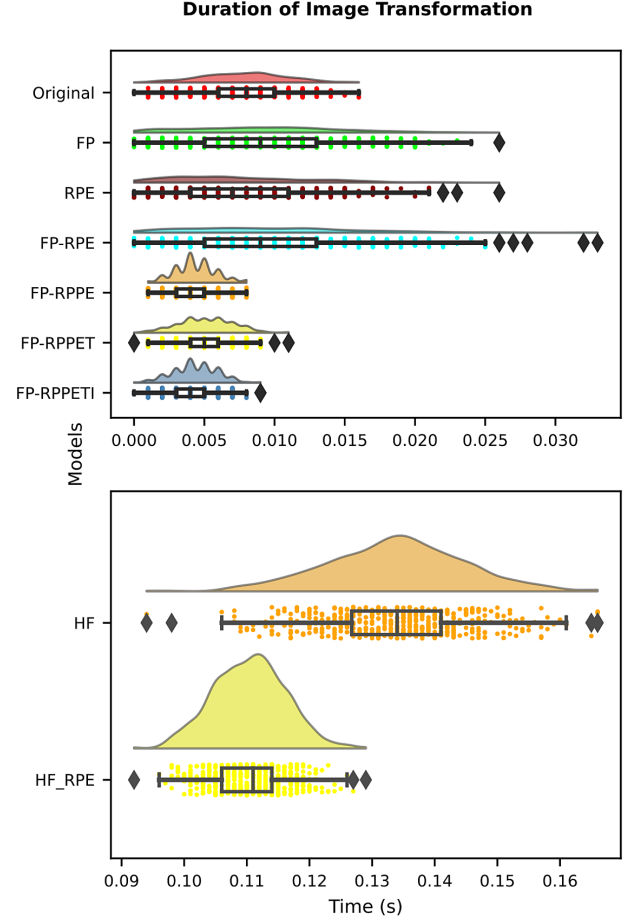 Duration of Image Transformation
Original
FP
RPE
FP-RPE
FP-RPPE
FP-RPPET
FP-RPPETI
0.000 0.005 0.010 0.015 0.020 0.025 0.030
Models
HF
HF_RPE
0.09 0.10 0.11 0.12 0.13 0.14 0.15 0.16
Time (s)